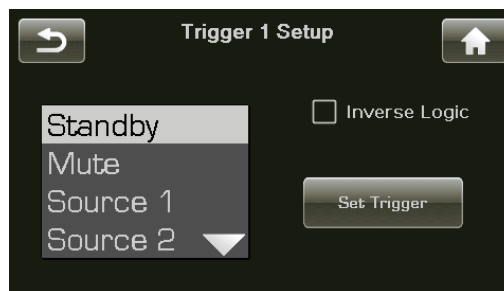 Trigger 1 Setup
Standby
Mute
Source 1
Source 2
Inverse Logic
Set Trigger